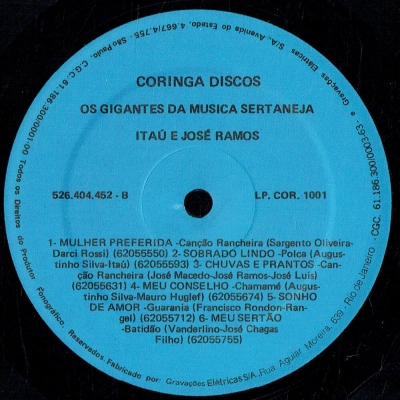 CORINGA DISCOS
OS GIGANTES DA MUSICA SERTANEJA
ITAÚ E JOSÉ RAMOS
526.404.452 - B
LP. COR. 1001
1- MULHER PREFERIDA -Canção Rancheira (Sargento Oliveira-
Darci Rossi) (62055550) 2- SOBRADO LINDO -Polca (Augus-
tinho Silva-Itaú) (62055593) 3- CHUVAS E PRANTOS -Can-
ção Rancheira (José Macedo-José Ramos-José Luis)
(62055631) 4- MEU CONSELHO -Chamamé (Augus-
tinho Silva-Mauro Huglef) (62055674) 5- SONHO
DE AMOR -Guarania (Francisco Rondon-Ran-
gel) (62055712) 6- MEU SERTÃO
-Batidão (Vanderlino-José Chagas
Filho) (62055755)
Fabricado por: Gravações Elétricas S/A. Rua Aguiar Moreira, 639 - Rio de Janeiro - CGC. 61.186.300/0003-63- e Gravações Elétricas S/A, Avenida do Estado, 4.667/4.755 - São Paulo. C.G.C. 61.186.300/0001-00 Todos os Direitos do Produtor Fonográfico. Reservados.